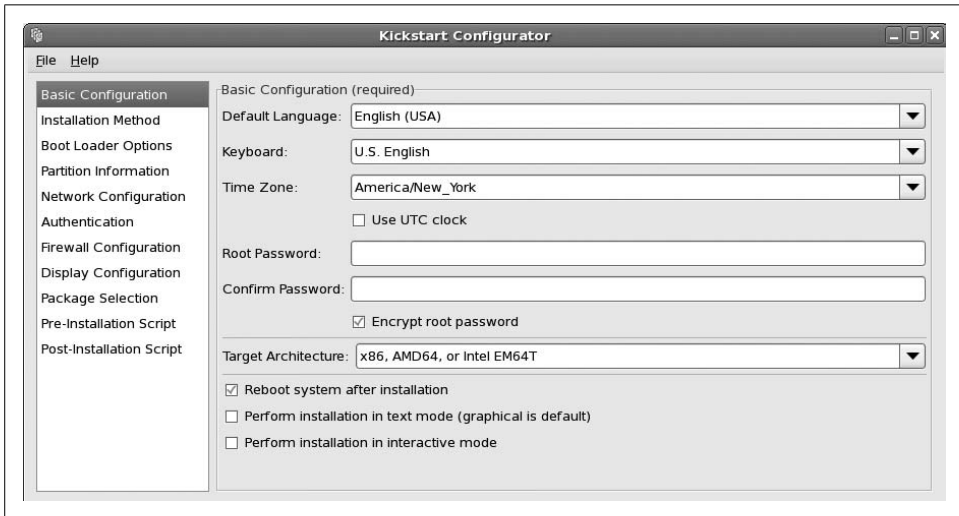 Kickstart Configurator
File Help
Basic Configuration
Installation Method
Boot Loader Options
Partition Information
Network Configuration
Authentication
Firewall Configuration
Display Configuration
Package Selection
Pre-Installation Script
Post-Installation Script
Basic Configuration (required)
Default Language: English (USA)
Keyboard: U.S. English
Time Zone: America/New_York
Use UTC clock
Root Password:
Confirm Password:
Encrypt root password
Target Architecture: x86, AMD64, or Intel EM64T
Reboot system after installation
Perform installation in text mode (graphical is default)
Perform installation in interactive mode